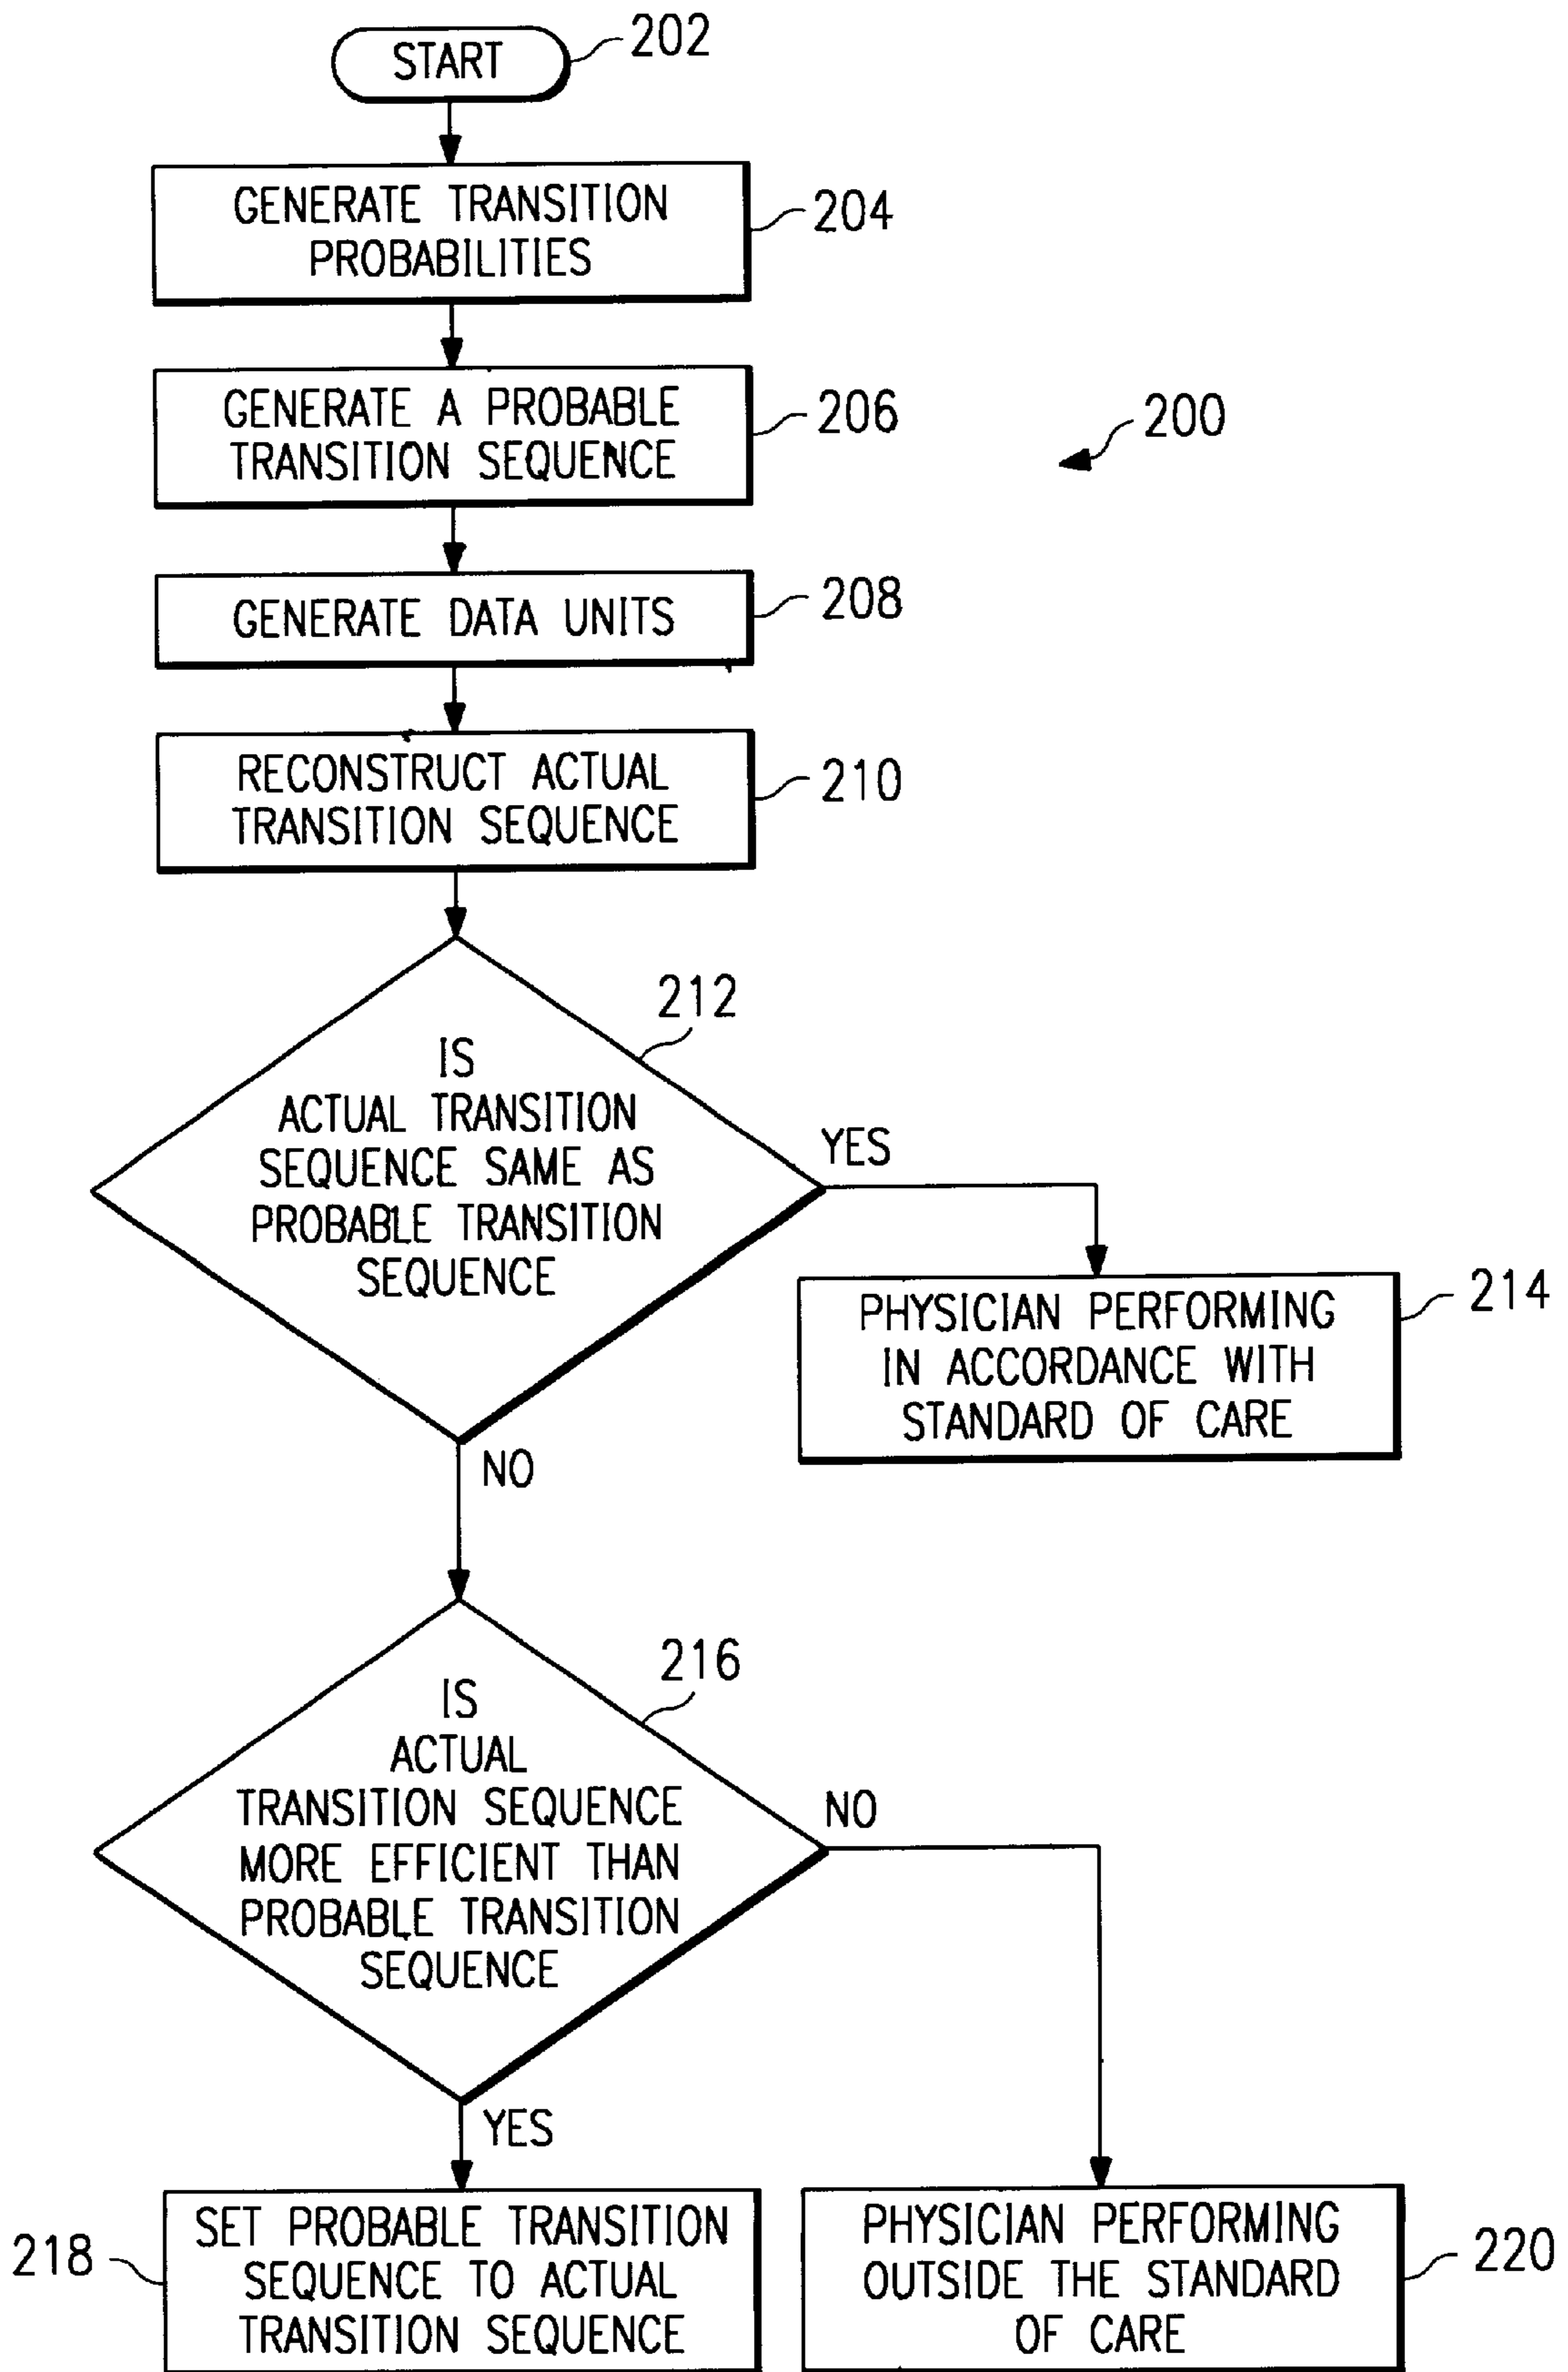 START
202
GENERATE TRANSITION
PROBABILITIES
204
GENERATE A PROBABLE
TRANSITION SEQUENCE
206
200
GENERATE DATA UNITS
208
RECONSTRUCT ACTUAL
TRANSITION SEQUENCE
210
212
IS
ACTUAL TRANSITION
SEQUENCE SAME AS
PROBABLE TRANSITION
SEQUENCE
YES
NO
PHYSICIAN PERFORMING
IN ACCORDANCE WITH
STANDARD OF CARE
214
216
IS
ACTUAL
TRANSITION SEQUENCE
MORE EFFICIENT THAN
PROBABLE TRANSITION
SEQUENCE
NO
YES
218
SET PROBABLE TRANSITION
SEQUENCE TO ACTUAL
TRANSITION SEQUENCE
PHYSICIAN PERFORMING
OUTSIDE THE STANDARD
OF CARE
220